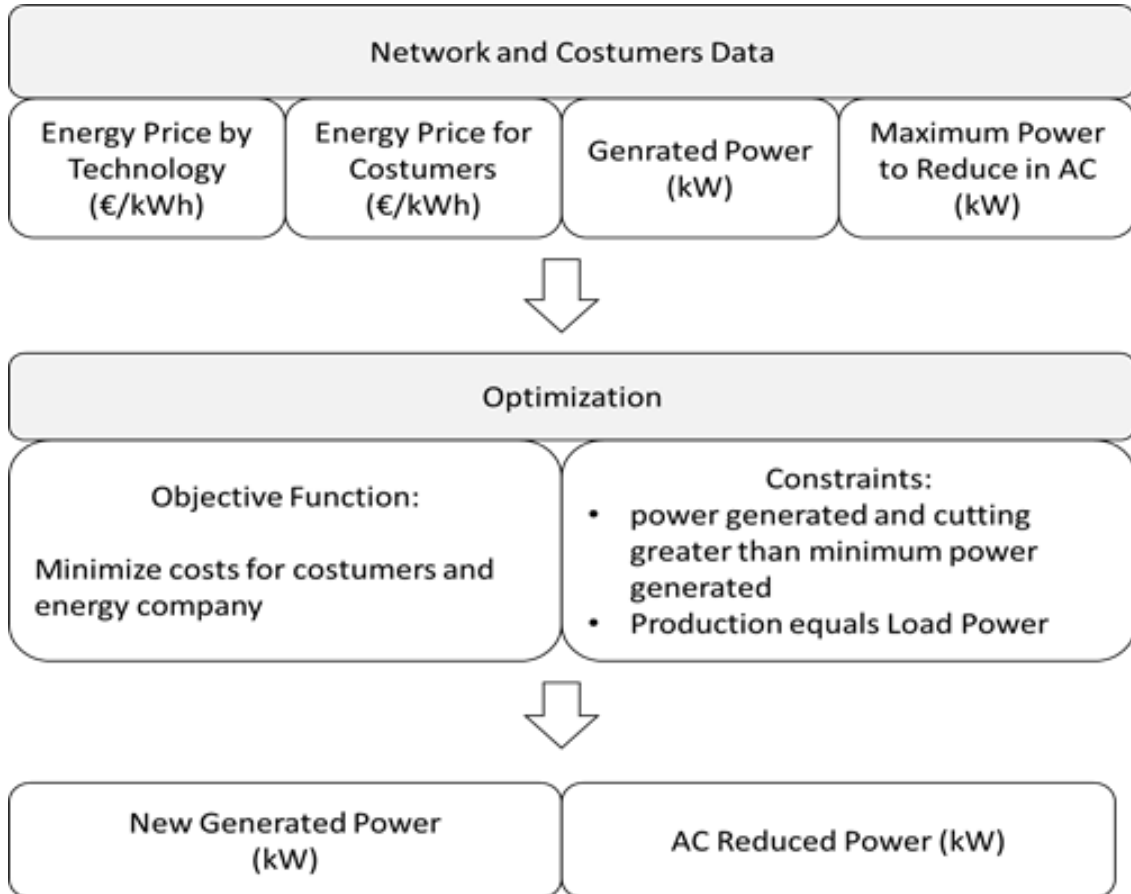 Network and Costumers Data
Energy Price by
Technology
(€/kWh)
Energy Price for
Costumers
(€/kWh)
Genrated Power
(kW)
Maximum Power
to Reduce in AC
(kW)
Optimization
Objective Function:
Minimize costs for costumers and
energy company
Constraints:
• power generated and cutting
greater than minimum power
generated
• Production equals Load Power
New Generated Power
(kW)
AC Reduced Power (kW)